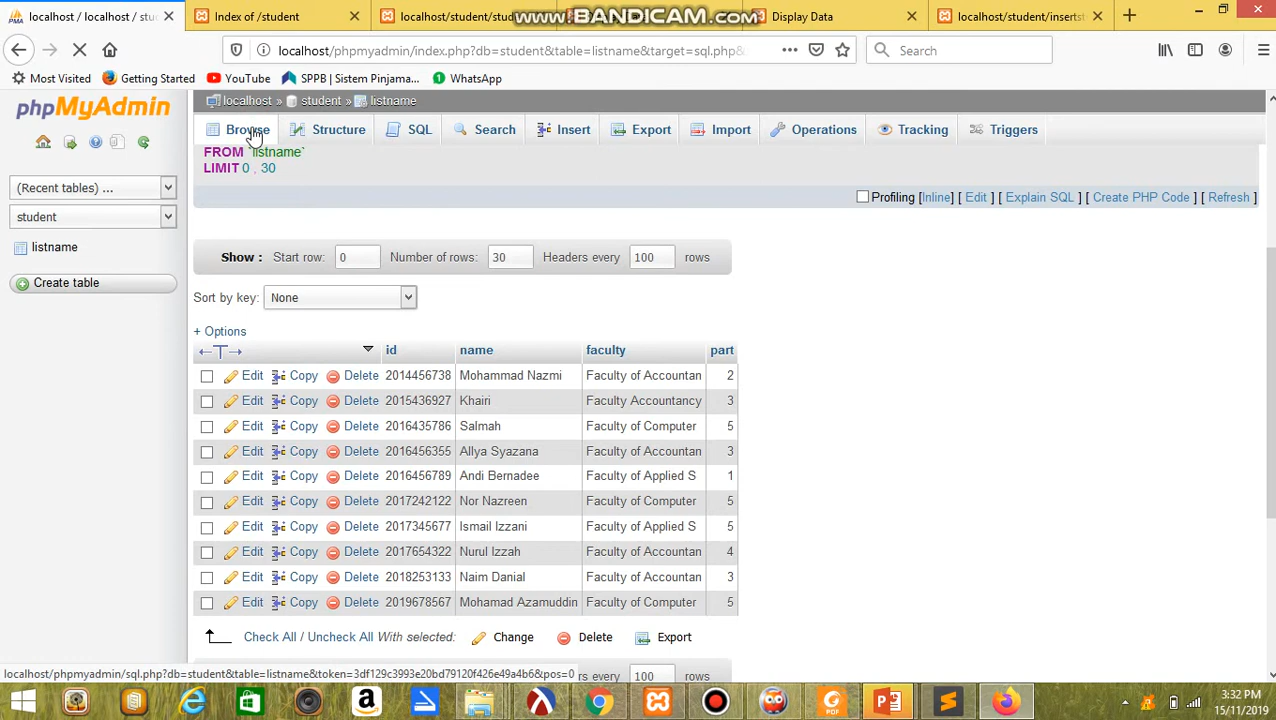 localhost / localhost / stu
Index of /student
localhost/student/stud
Display Data
localhost/student/insertst
WWW.BANDICAM.COM
localhost/phpmyadmin/index.php?db=student&table=listname&target=sql.php&
Search
Most Visited
Getting Started
YouTube
SPPB | Sistem Pinjama...
WhatsApp
phpMyAdmin
(Recent tables) ...
student
listname
Create table
localhost » student » listname
Browse Structure SQL Search Insert Export Import Operations Tracking Triggers
FROM `listname`
LIMIT 0 , 30
Profiling [Inline] [ Edit ] [ Explain SQL ] [ Create PHP Code ] [ Refresh ]
Show : Start row: 0 Number of rows: 30 Headers every 100 rows
Sort by key: None
+ Options
←T→ id name faculty part
Edit Copy Delete 2014456738 Mohammad Nazmi Faculty of Accountan 2
Edit Copy Delete 2015436927 Khairi Faculty Accountancy 3
Edit Copy Delete 2016435786 Salmah Faculty of Computer 5
Edit Copy Delete 2016456355 Allya Syazana Faculty of Accountan 3
Edit Copy Delete 2016456789 Andi Bernadee Faculty of Applied S 1
Edit Copy Delete 2017242122 Nor Nazreen Faculty of Computer 5
Edit Copy Delete 2017345677 Ismail Izzani Faculty of Applied S 5
Edit Copy Delete 2017654322 Nurul Izzah Faculty of Accountan 4
Edit Copy Delete 2018253133 Naim Danial Faculty of Accountan 3
Edit Copy Delete 2019678567 Mohamad Azamuddin Faculty of Computer 5
Check All / Uncheck All With selected: Change Delete Export
ers every 100 rows
localhost/phpmyadmin/sql.php?db=student&table=listname&token=3df129c3993e20bd79120f426e49a4b6&pos=0
3:32 PM
15/11/2019